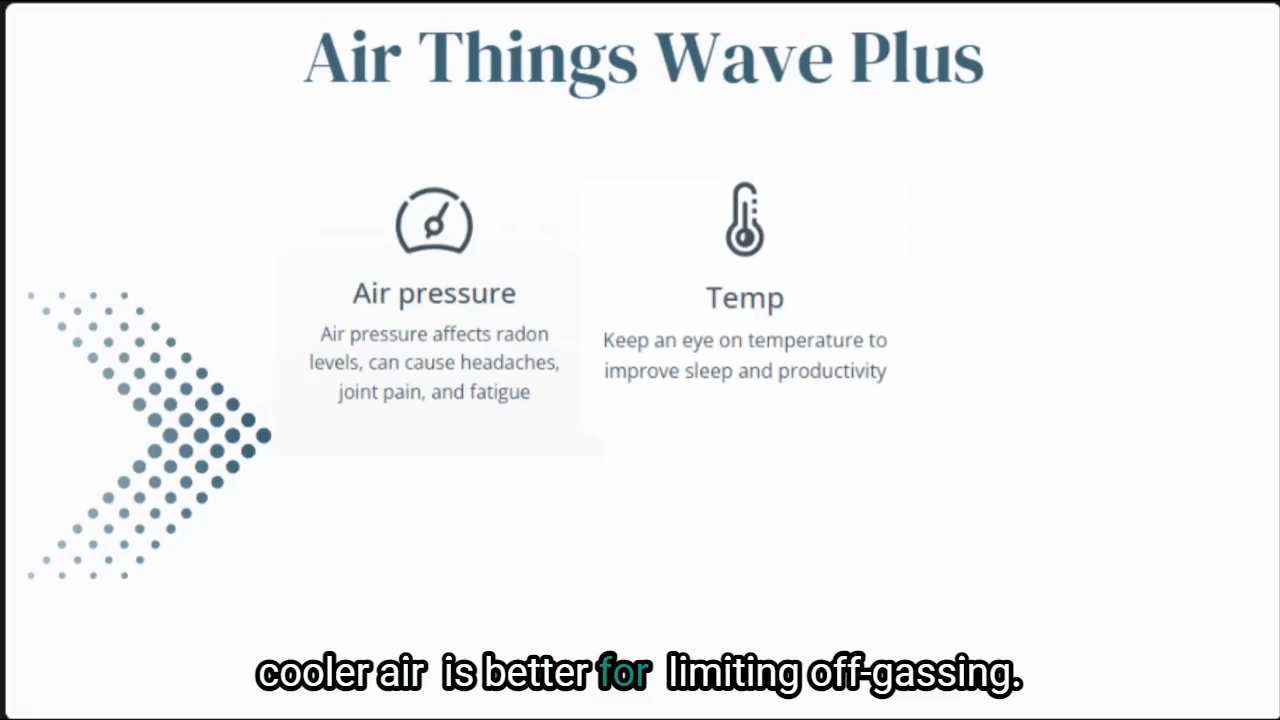 Air Things Wave Plus
Air pressure
Air pressure affects radon
levels, can cause headaches,
joint pain, and fatigue
Temp
Keep an eye on temperature to
improve sleep and productivity
cooler air is better for limiting off-gassing.